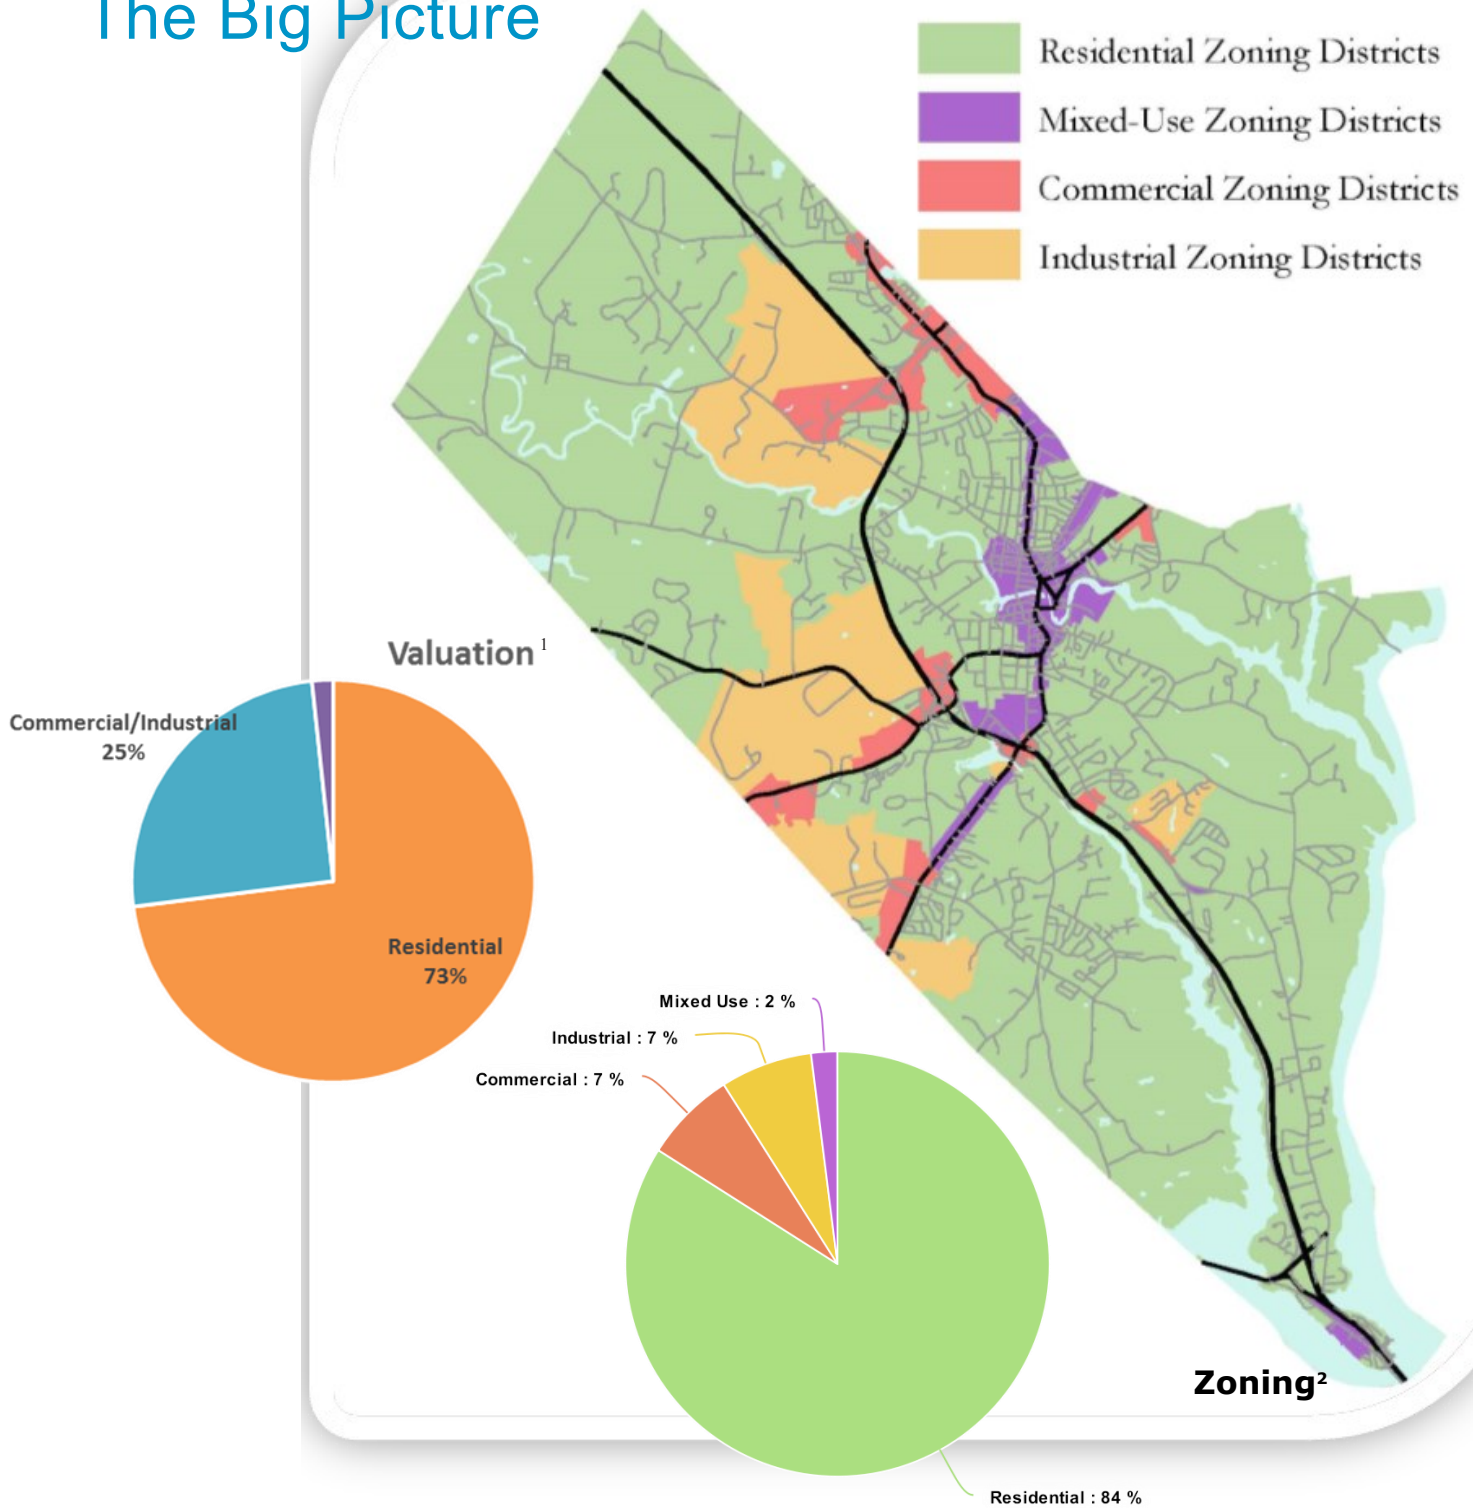 The Big Picture
Residential Zoning Districts
Mixed-Use Zoning Districts
Commercial Zoning Districts
Industrial Zoning Districts
Valuation 1
Commercial/Industrial
25%
Residential
73%
Mixed Use : 2 %
Industrial : 7 %
Commercial : 7 %
Zoning²
Residential : 84 %